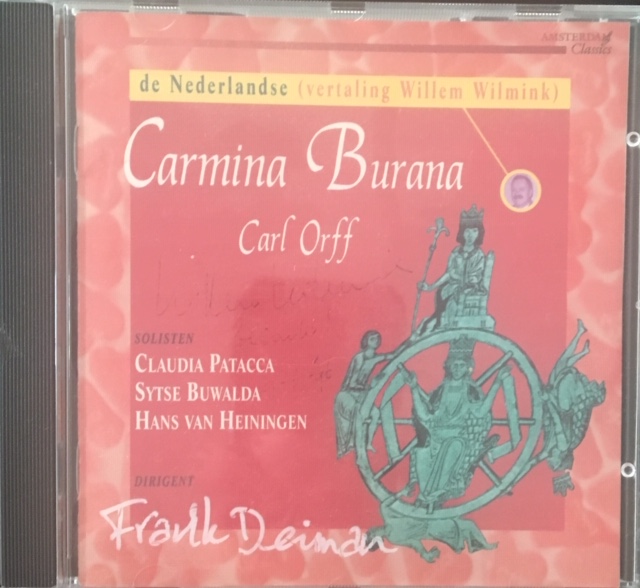 AMSTERDAM
Classics
de Nederlandse (vertaling Willem Wilmink)
Carmina Burana
Carl Orff
SOLISTEN
CLAUDIA PATACCA
SYTSE BUWALDA
HANS VAN HEININGEN
DIRIGENT
Frank Deiman